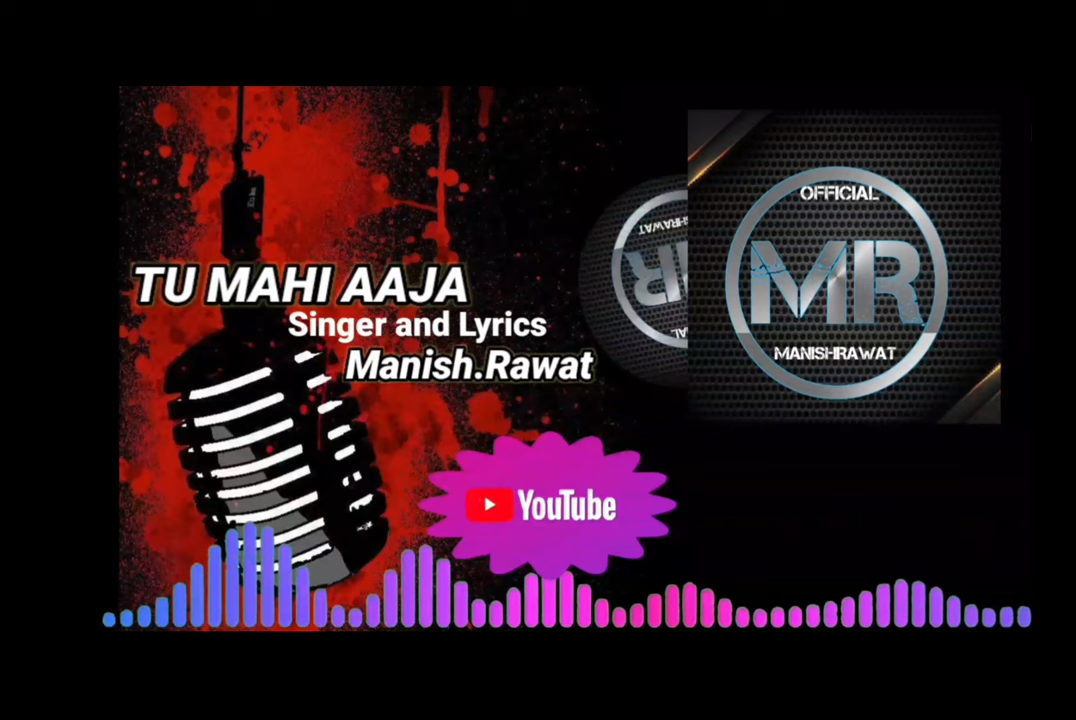 TU MAHI AAJA
Singer and Lyrics
Manish.Rawat
OFFICIAL
MR
MANISHRAWAT
YouTube